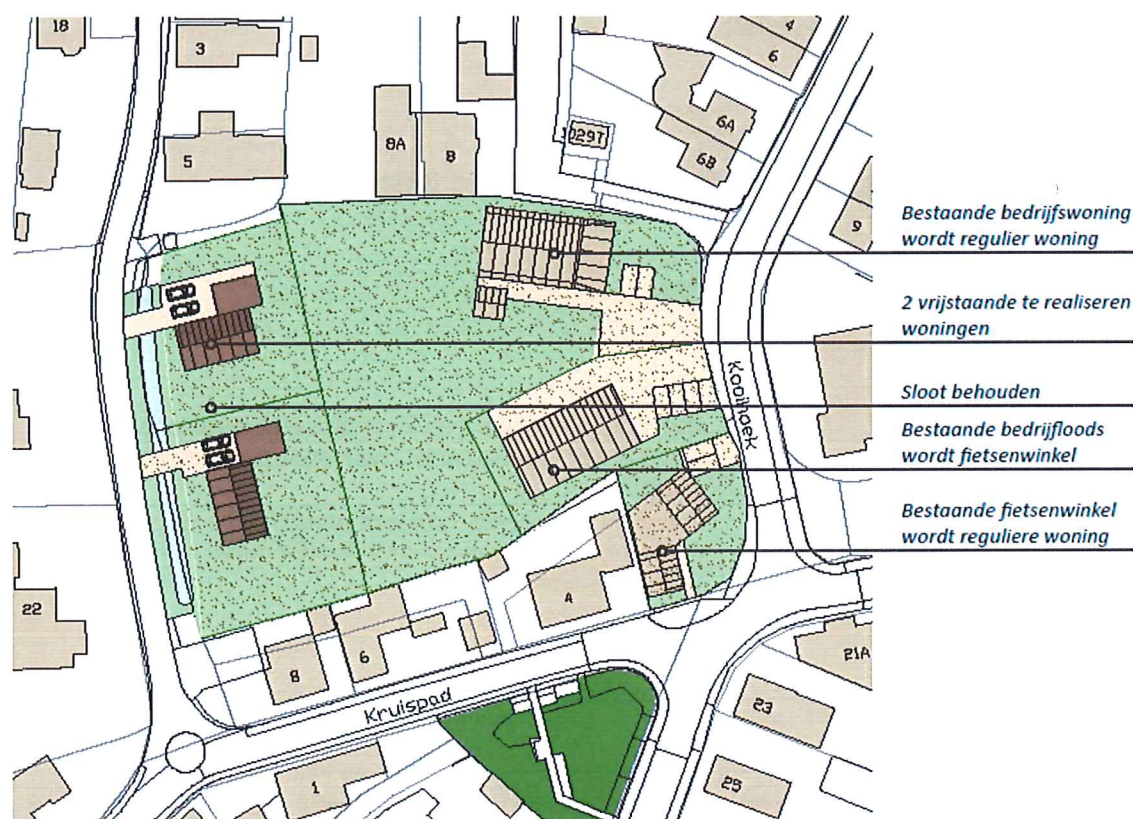 18
3
5
8A
8
4
6
6A
1029T
6B
9
Bestaande bedrijfswoning
wordt regulier woning
2 vrijstaande te realiseren
woningen
Sloot behouden
Bestaande bedrijfloods
wordt fietsenwinkel
Bestaande fietsenwinkel
wordt reguliere woning
Kooihoek
22
4
6
8
Kruispad
21A
23
25
1